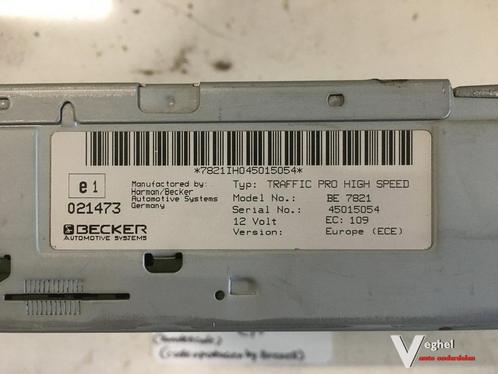 *7821IH045015054*
e1
021473
Manufactured by:
Harman/Becker
Automotive Systems
Germany
BECKER
AUTOMOTIVE SYSTEMS
Typ: TRAFFIC PRO HIGH SPEED
Model No.: BE 7821
Serial No.: 45015054
12 Volt EC: 109
Version: Europe (ECE)
Veghel
auto onderdelen